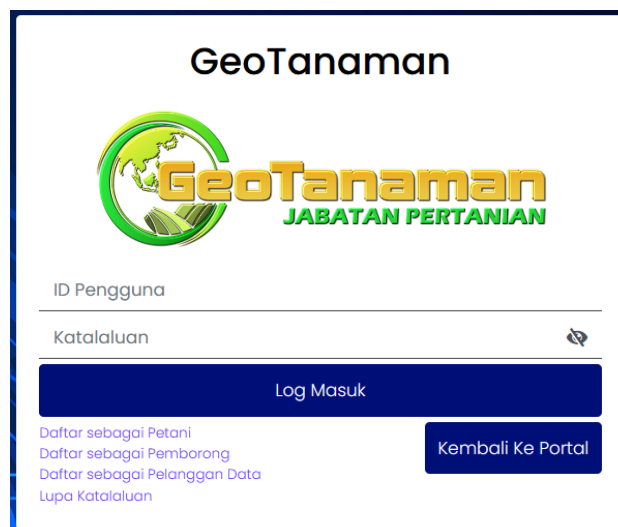 GeoTanaman
GeoTanaman
JABATAN PERTANIAN
ID Pengguna
Katalaluan
Log Masuk
Daftar sebagai Petani
Daftar sebagai Pemborong
Daftar sebagai Pelanggan Data
Lupa Katalaluan
Kembali Ke Portal